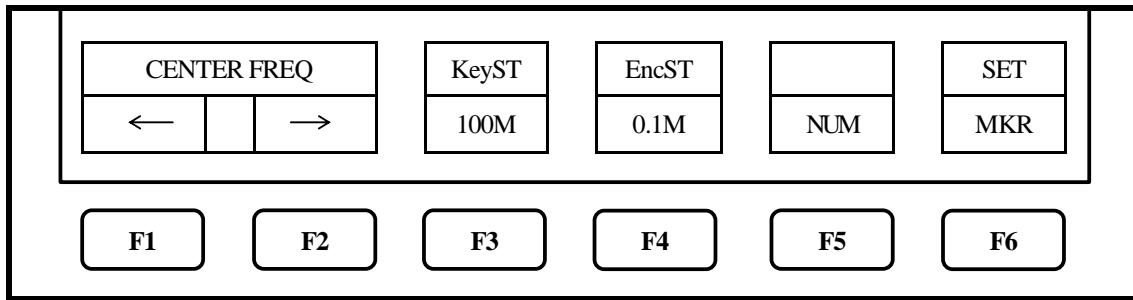 CENTER FREQ KeyST EncST SET
← → 100M 0.1M NUM MKR
F1 F2 F3 F4 F5 F6